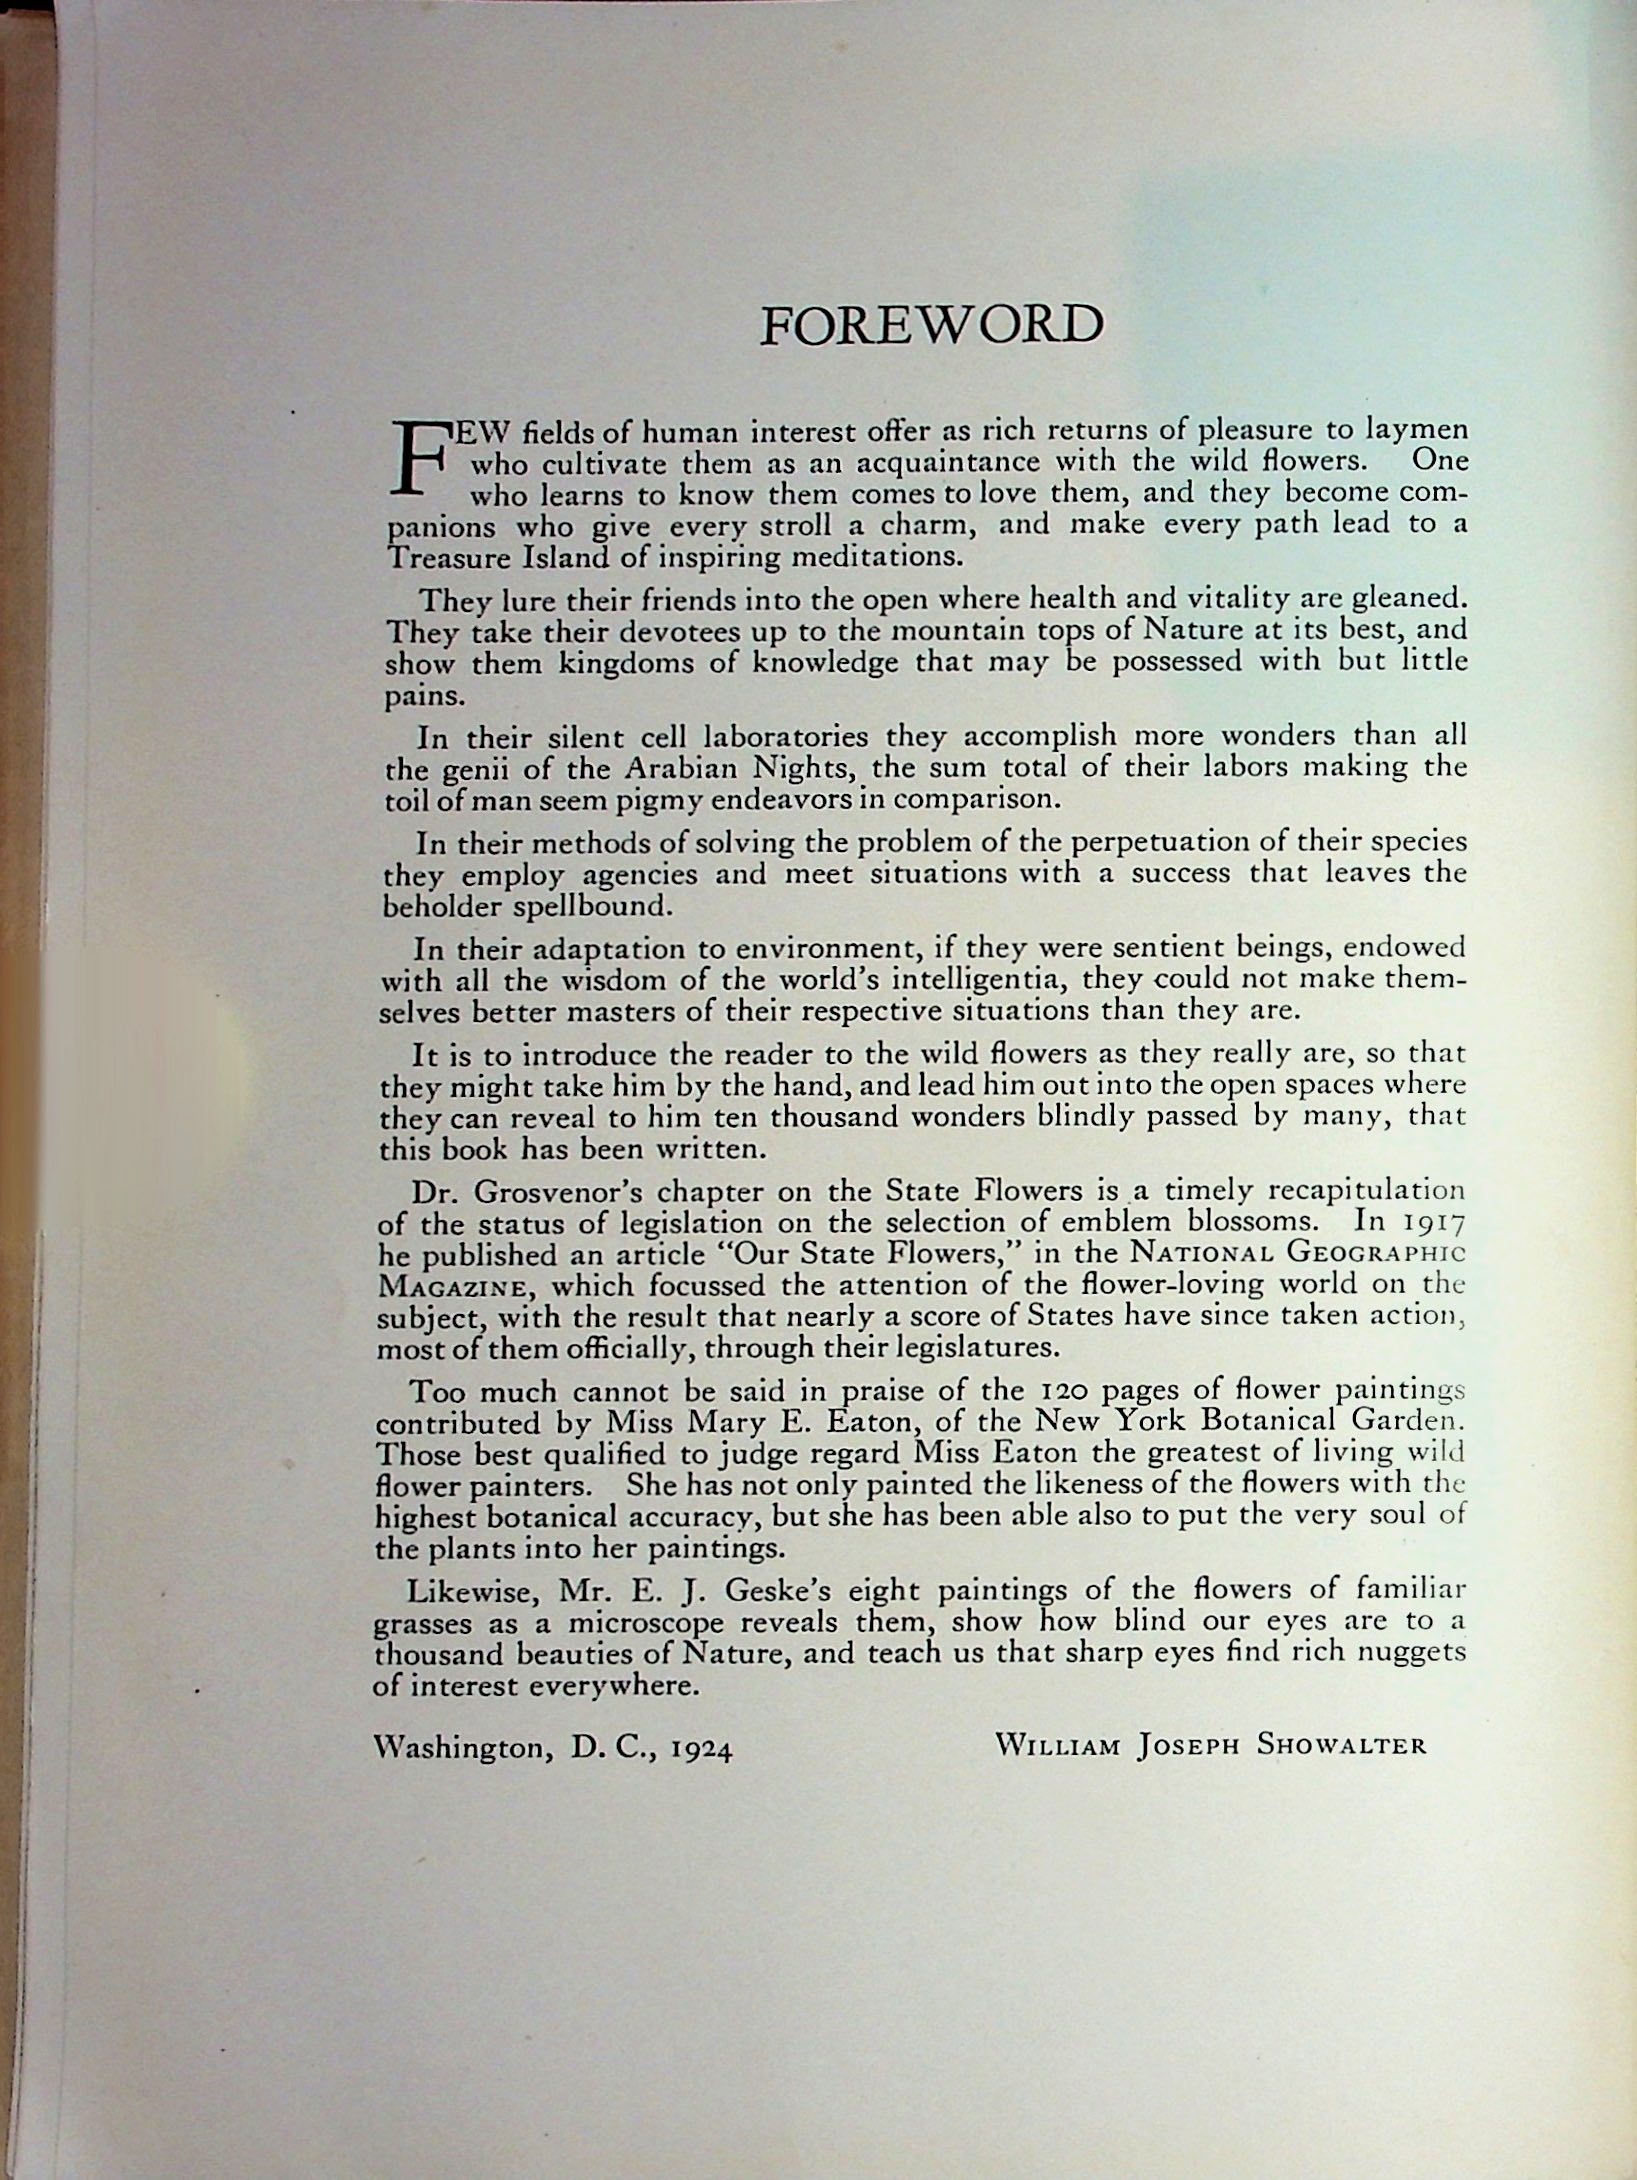 FOREWORD
FEW fields of human interest offer as rich returns of pleasure to laymen
who cultivate them as an acquaintance with the wild flowers. One
who learns to know them comes to love them, and they become com-
panions who give every stroll a charm, and make every path lead to a
Treasure Island of inspiring meditations.
They lure their friends into the open where health and vitality are gleaned.
They take their devotees up to the mountain tops of Nature at its best, and
show them kingdoms of knowledge that may be possessed with but little
pains.
In their silent cell laboratories they accomplish more wonders than all
the genii of the Arabian Nights, the sum total of their labors making the
toil of man seem pigmy endeavors in comparison.
In their methods of solving the problem of the perpetuation of their species
they employ agencies and meet situations with a success that leaves the
beholder spellbound.
In their adaptation to environment, if they were sentient beings, endowed
with all the wisdom of the world's intelligentia, they could not make them-
selves better masters of their respective situations than they are.
It is to introduce the reader to the wild flowers as they really are, so that
they might take him by the hand, and lead him out into the open spaces where
they can reveal to him ten thousand wonders blindly passed by many, that
this book has been written.
Dr. Grosvenor's chapter on the State Flowers is a timely recapitulation
of the status of legislation on the selection of emblem blossoms. In 1917
he published an article "Our State Flowers," in the NATIONAL GEOGRAPHIC
MAGAZINE, which focussed the attention of the flower-loving world on the
subject, with the result that nearly a score of States have since taken action,
most of them officially, through their legislatures.
Too much cannot be said in praise of the 120 pages of flower paintings
contributed by Miss Mary E. Eaton, of the New York Botanical Garden.
Those best qualified to judge regard Miss Eaton the greatest of living wild
flower painters. She has not only painted the likeness of the flowers with the
highest botanical accuracy, but she has been able also to put the very soul of
the plants into her paintings.
Likewise, Mr. E. J. Geske's eight paintings of the flowers of familiar
grasses as a microscope reveals them, show how blind our eyes are to a
thousand beauties of Nature, and teach us that sharp eyes find rich nuggets
of interest everywhere.
Washington, D. C., 1924 WILLIAM JOSEPH SHOWALTER